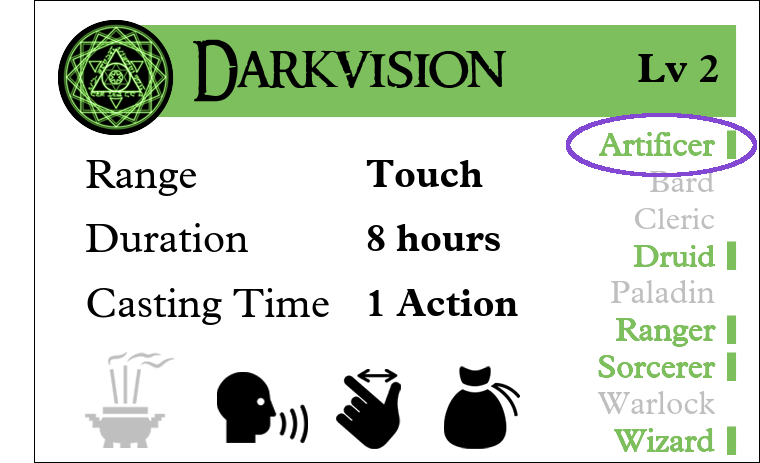 Darkvision Lv 2
Range Touch
Duration 8 hours
Casting Time 1 Action
Artificer
Bard
Cleric
Druid
Paladin
Ranger
Sorcerer
Warlock
Wizard